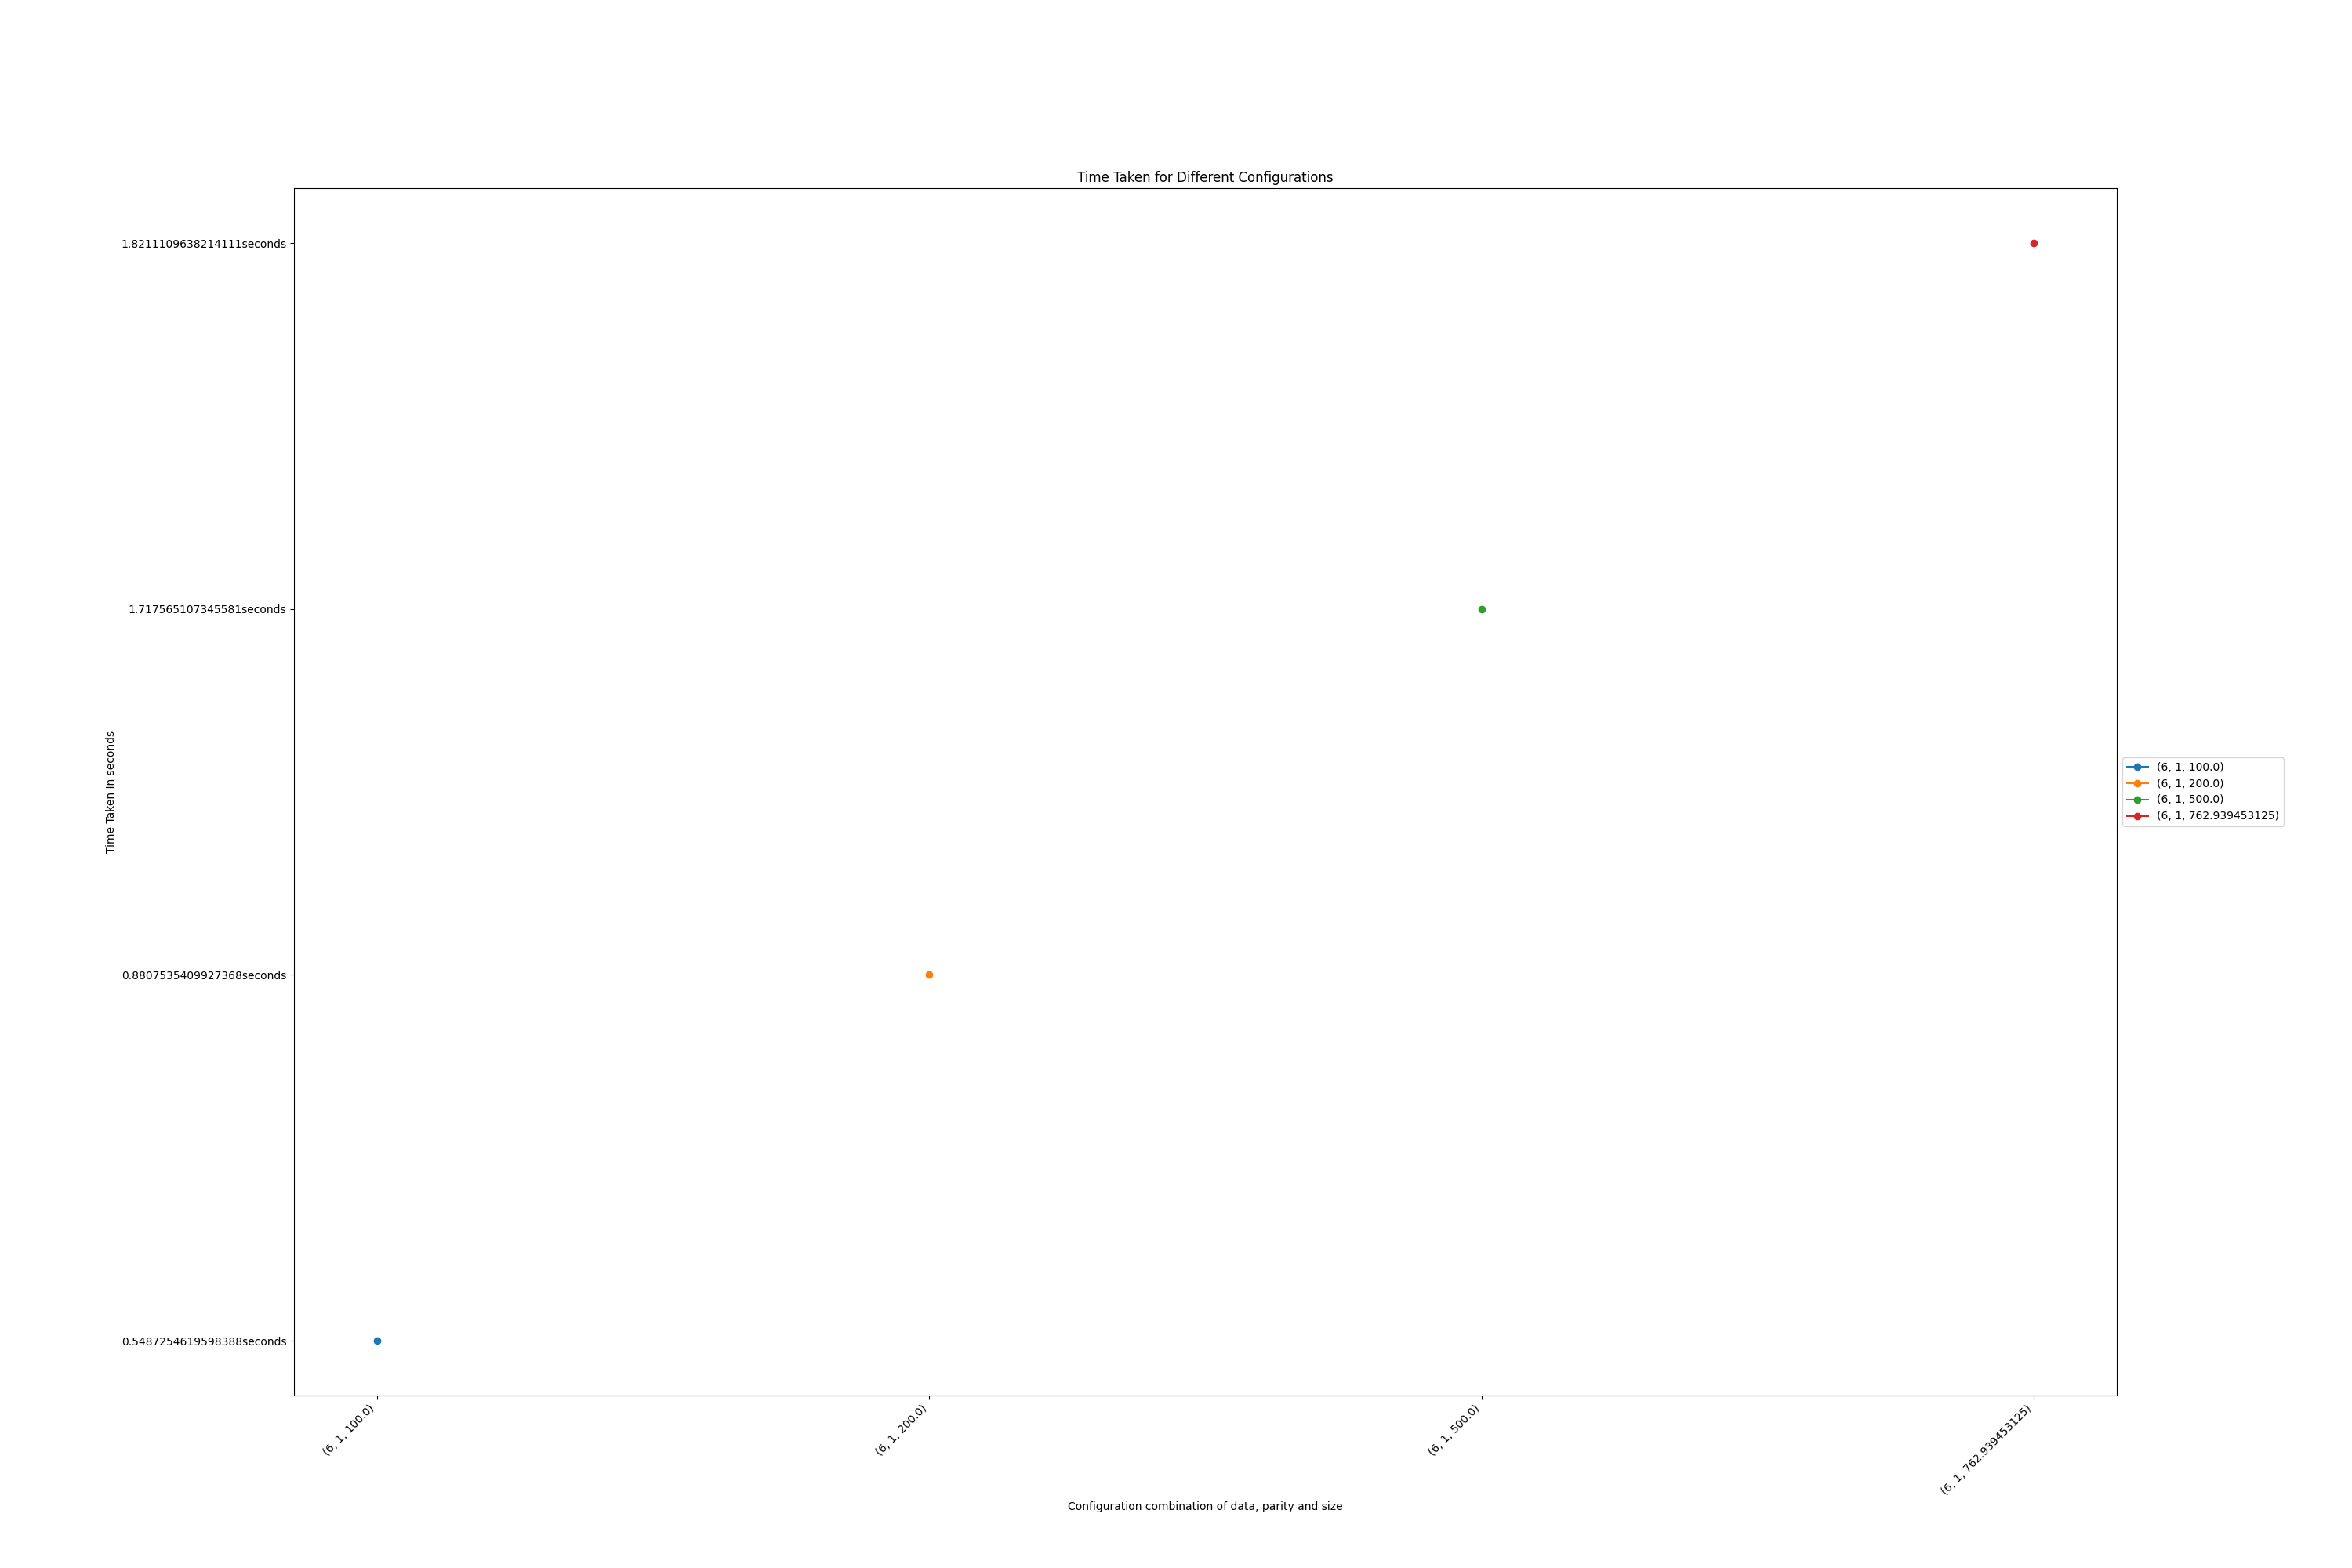 Time Taken for Different Configurations
1.8211109638214111seconds
1.717565107345581seconds
0.8807535409927368seconds
0.5487254619598388seconds
Time Taken In seconds
(6, 1, 100.0)
(6, 1, 200.0)
(6, 1, 500.0)
(6, 1, 762.939453125)
(6, 1, 100.0)
(6, 1, 200.0)
(6, 1, 500.0)
(6, 1, 762.939453125)
Configuration combination of data, parity and size